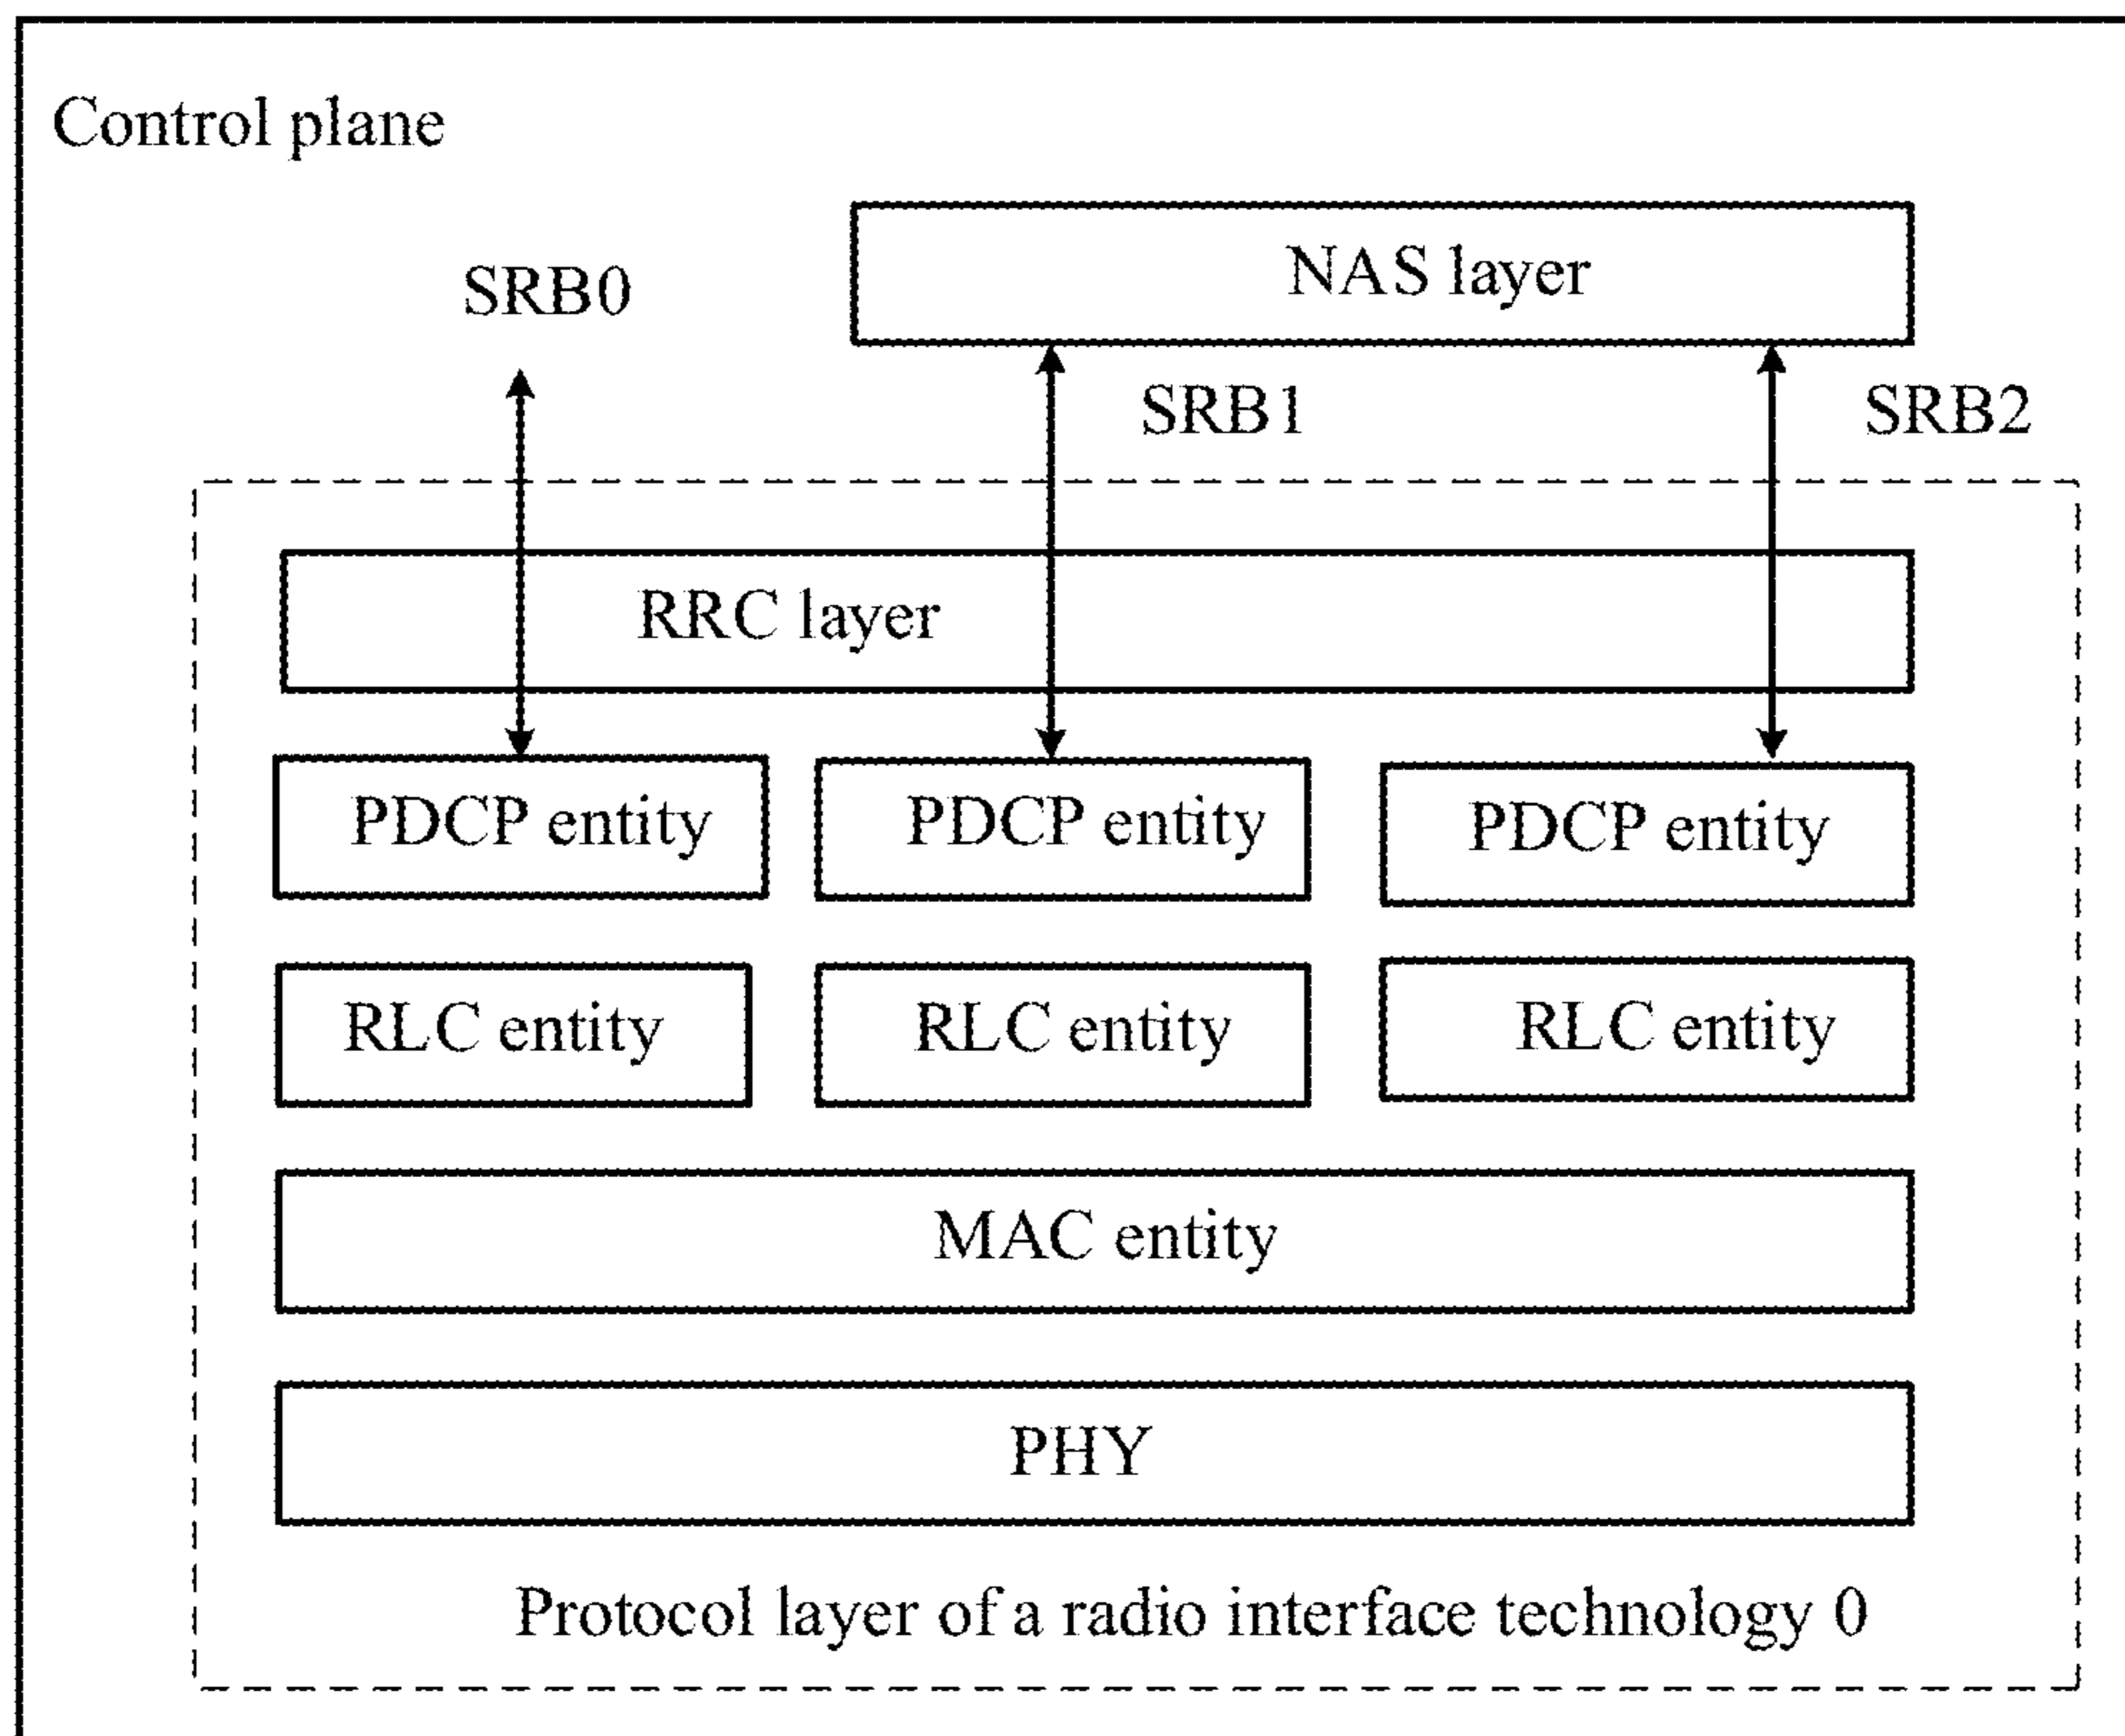 Control plane
NAS layer
SRB0
SRB1
SRB2
RRC layer
PDCP entity
PDCP entity
PDCP entity
RLC entity
RLC entity
RLC entity
MAC entity
PHY
Protocol layer of a radio interface technology 0